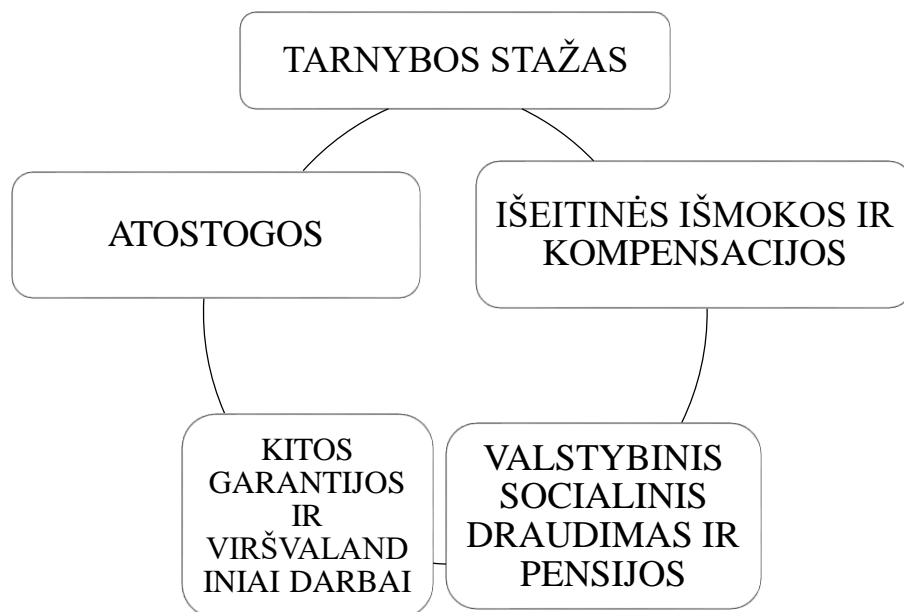 TARNYBOS STAŽAS
ATOSTOGOS
IŠEITINĖS IŠMOKOS IR
KOMPENSACIJOS
KITOS
GARANTIJOS
IR
VIRŠVALAND
INIAI DARBAI
VALSTYBINIS
SOCIALINIS
DRAUDIMAS IR
PENSIJOS